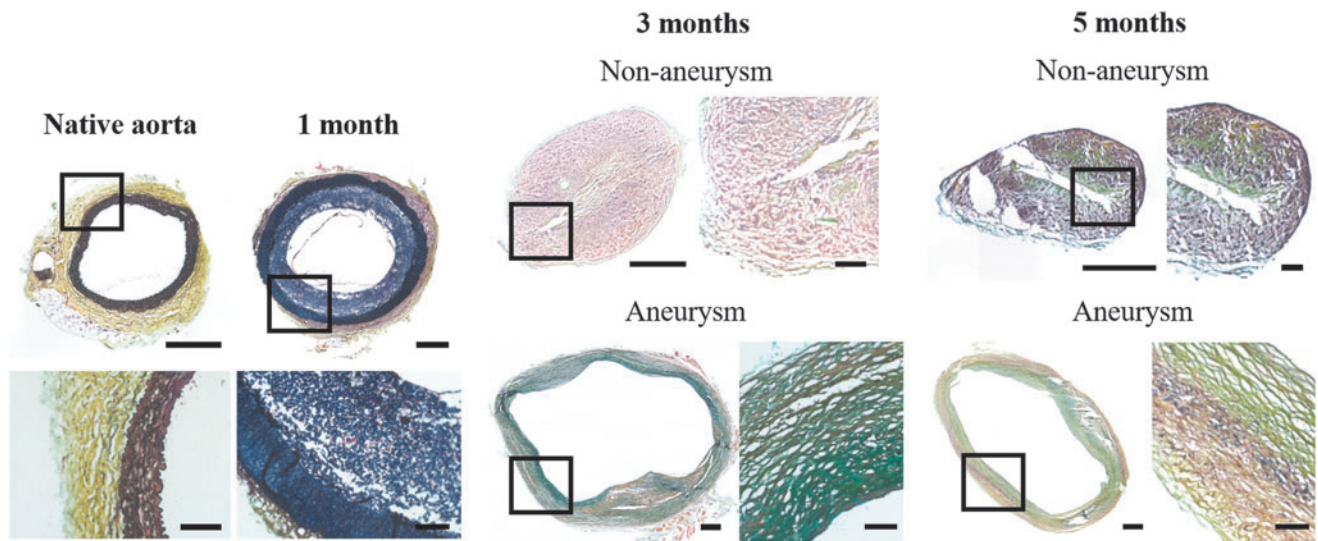 Native aorta
1 month
3 months
Non-aneurysm
Aneurysm
5 months
Non-aneurysm
Aneurysm